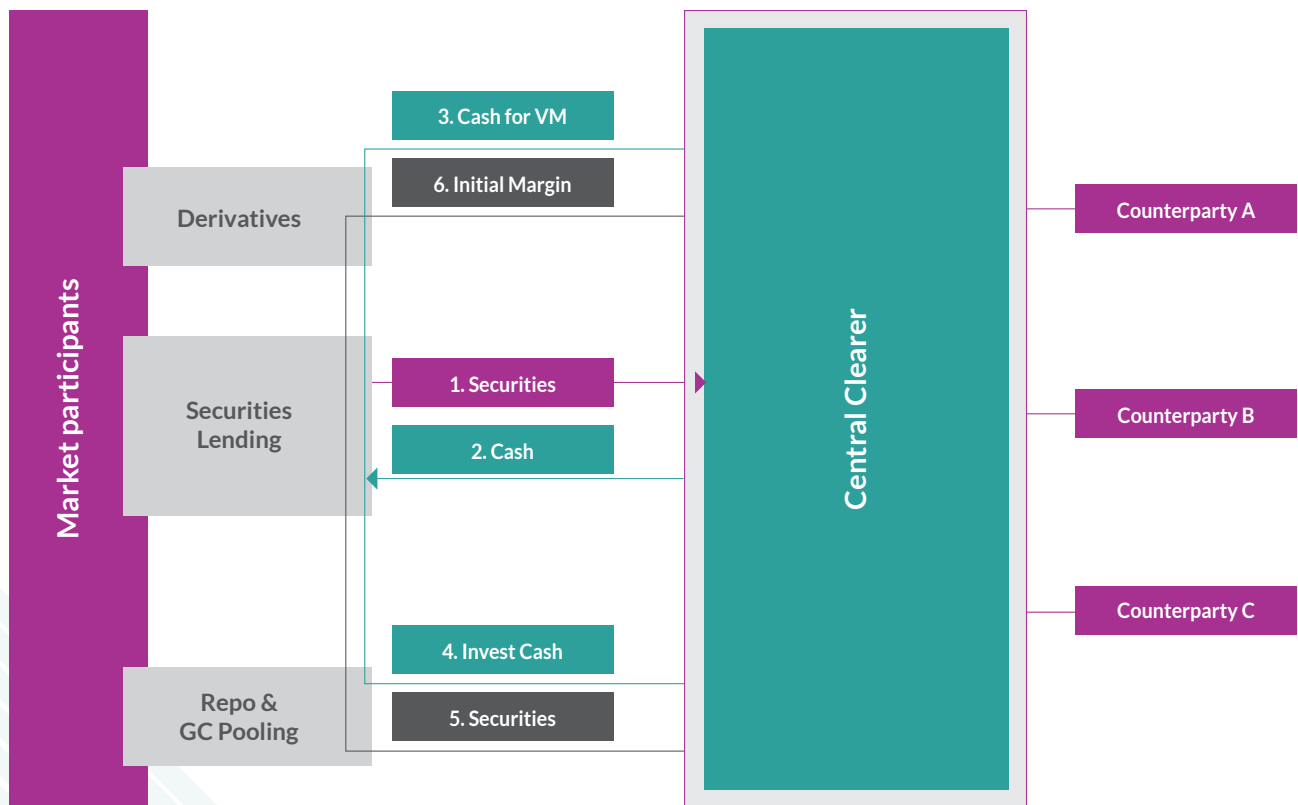 Market participants
3. Cash for VM
6. Initial Margin
Derivatives
Securities
Lending
1. Securities
2. Cash
4. Invest Cash
5. Securities
Repo &
GC Pooling
Central Clearer
Counterparty A
Counterparty B
Counterparty C